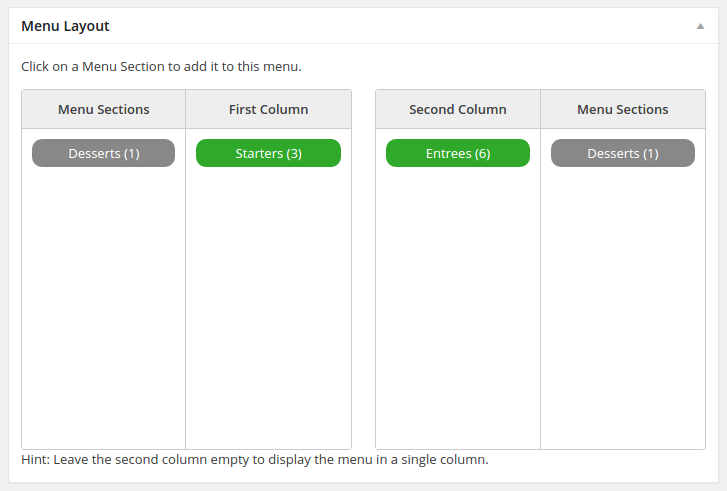 Menu Layout
Click on a Menu Section to add it to this menu.
Menu Sections First Column Second Column Menu Sections
Desserts (1) Starters (3) Entrees (6) Desserts (1)
Hint: Leave the second column empty to display the menu in a single column.